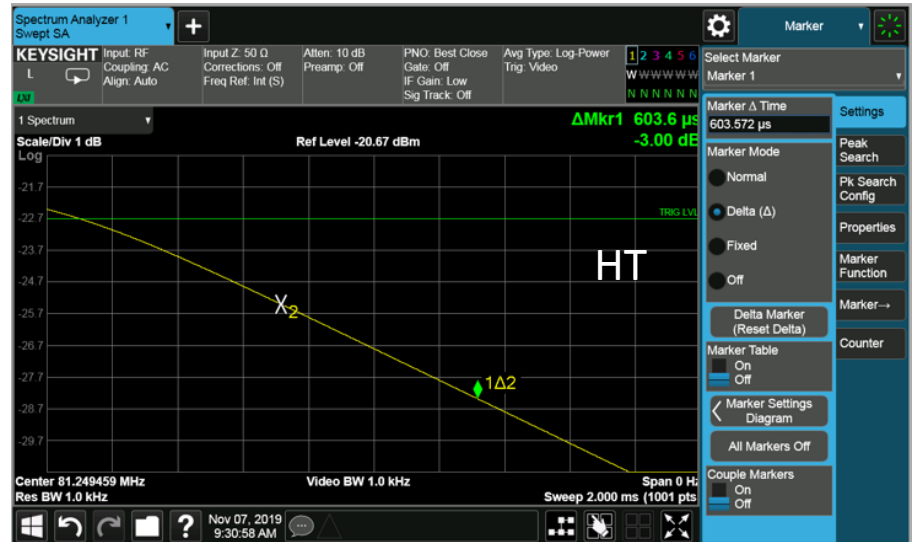 Spectrum Analyzer 1
Swept SA
+
Marker
KEYSIGHT
L
LXI
Input: RF
Coupling: AC
Align: Auto
Input Z: 50 Ω
Corrections: Off
Freq Ref: Int (S)
Atten: 10 dB
Preamp: Off
PNO: Best Close
Gate: Off
IF Gain: Low
Sig Track: Off
Avg Type: Log-Power
Trig: Video
1 2 3 4 5 6
W W W W W W
N N N N N N
Select Marker
Marker 1
1 Spectrum
ΔMkr1 603.6 µs
-3.00 dB
Scale/Div 1 dB
Ref Level -20.67 dBm
Log
-21.7
-22.7
TRIG LVL
-23.7
HT
-24.7
-25.7
X2
-26.7
-27.7
1Δ2
-28.7
-29.7
Center 81.249459 MHz
Video BW 1.0 kHz
Span 0 Hz
Res BW 1.0 kHz
Sweep 2.000 ms (1001 pts
Marker Δ Time
603.572 µs
Marker Mode
Normal
Delta (Δ)
Fixed
Off
Delta Marker
(Reset Delta)
Marker Table
On
Off
Marker Settings
Diagram
All Markers Off
Couple Markers
On
Off
Settings
Peak
Search
Pk Search
Config
Properties
Marker
Function
Marker→
Counter
?
Nov 07, 2019
9:30:58 AM